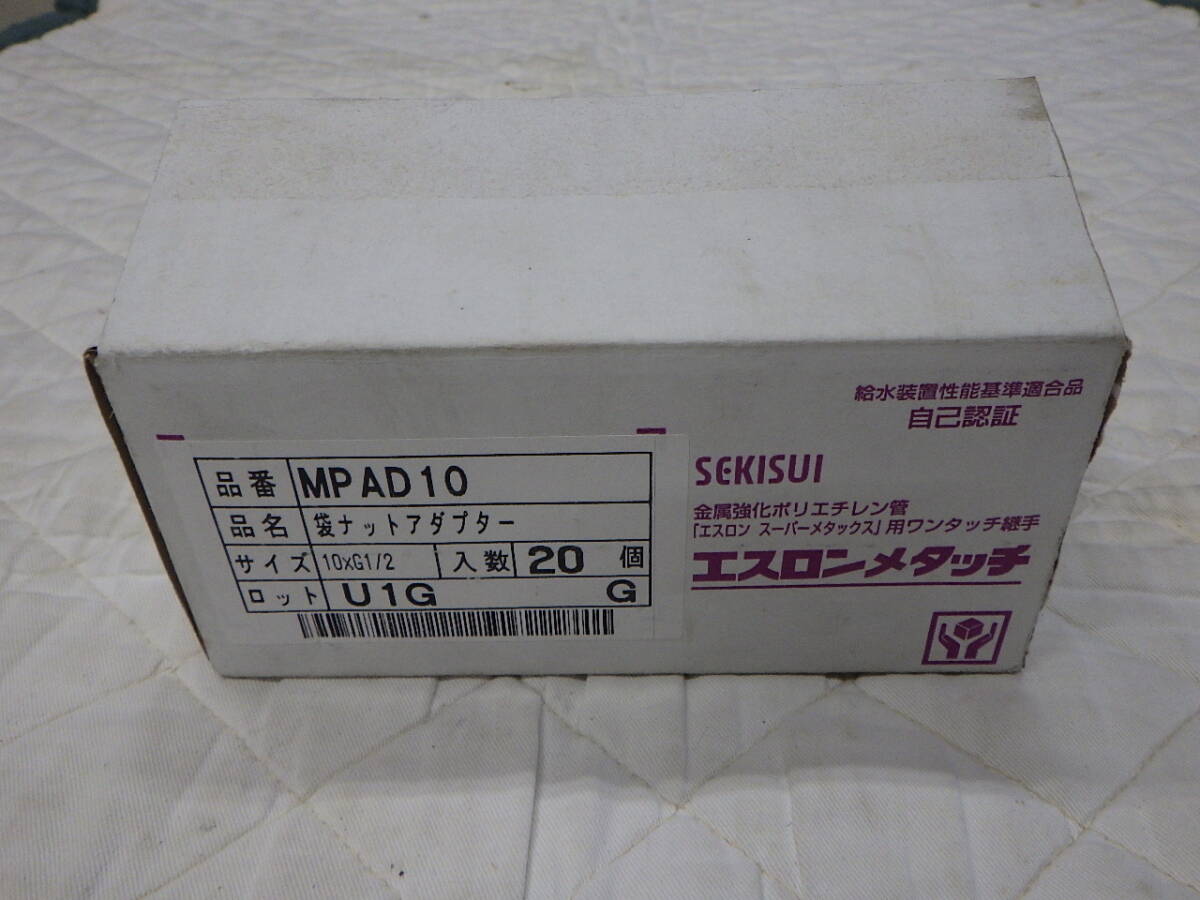 給水装置性能基準適合品
自己認証
SEKISUI
金属強化ポリエチレン管
「エスロン スーパーメタックス」用ワンタッチ継手
エスロンメタッチ
品番 MPAD10
品名 袋ナットアダプター
サイズ 10xG1/2 入数 20 個
ロット U1G G